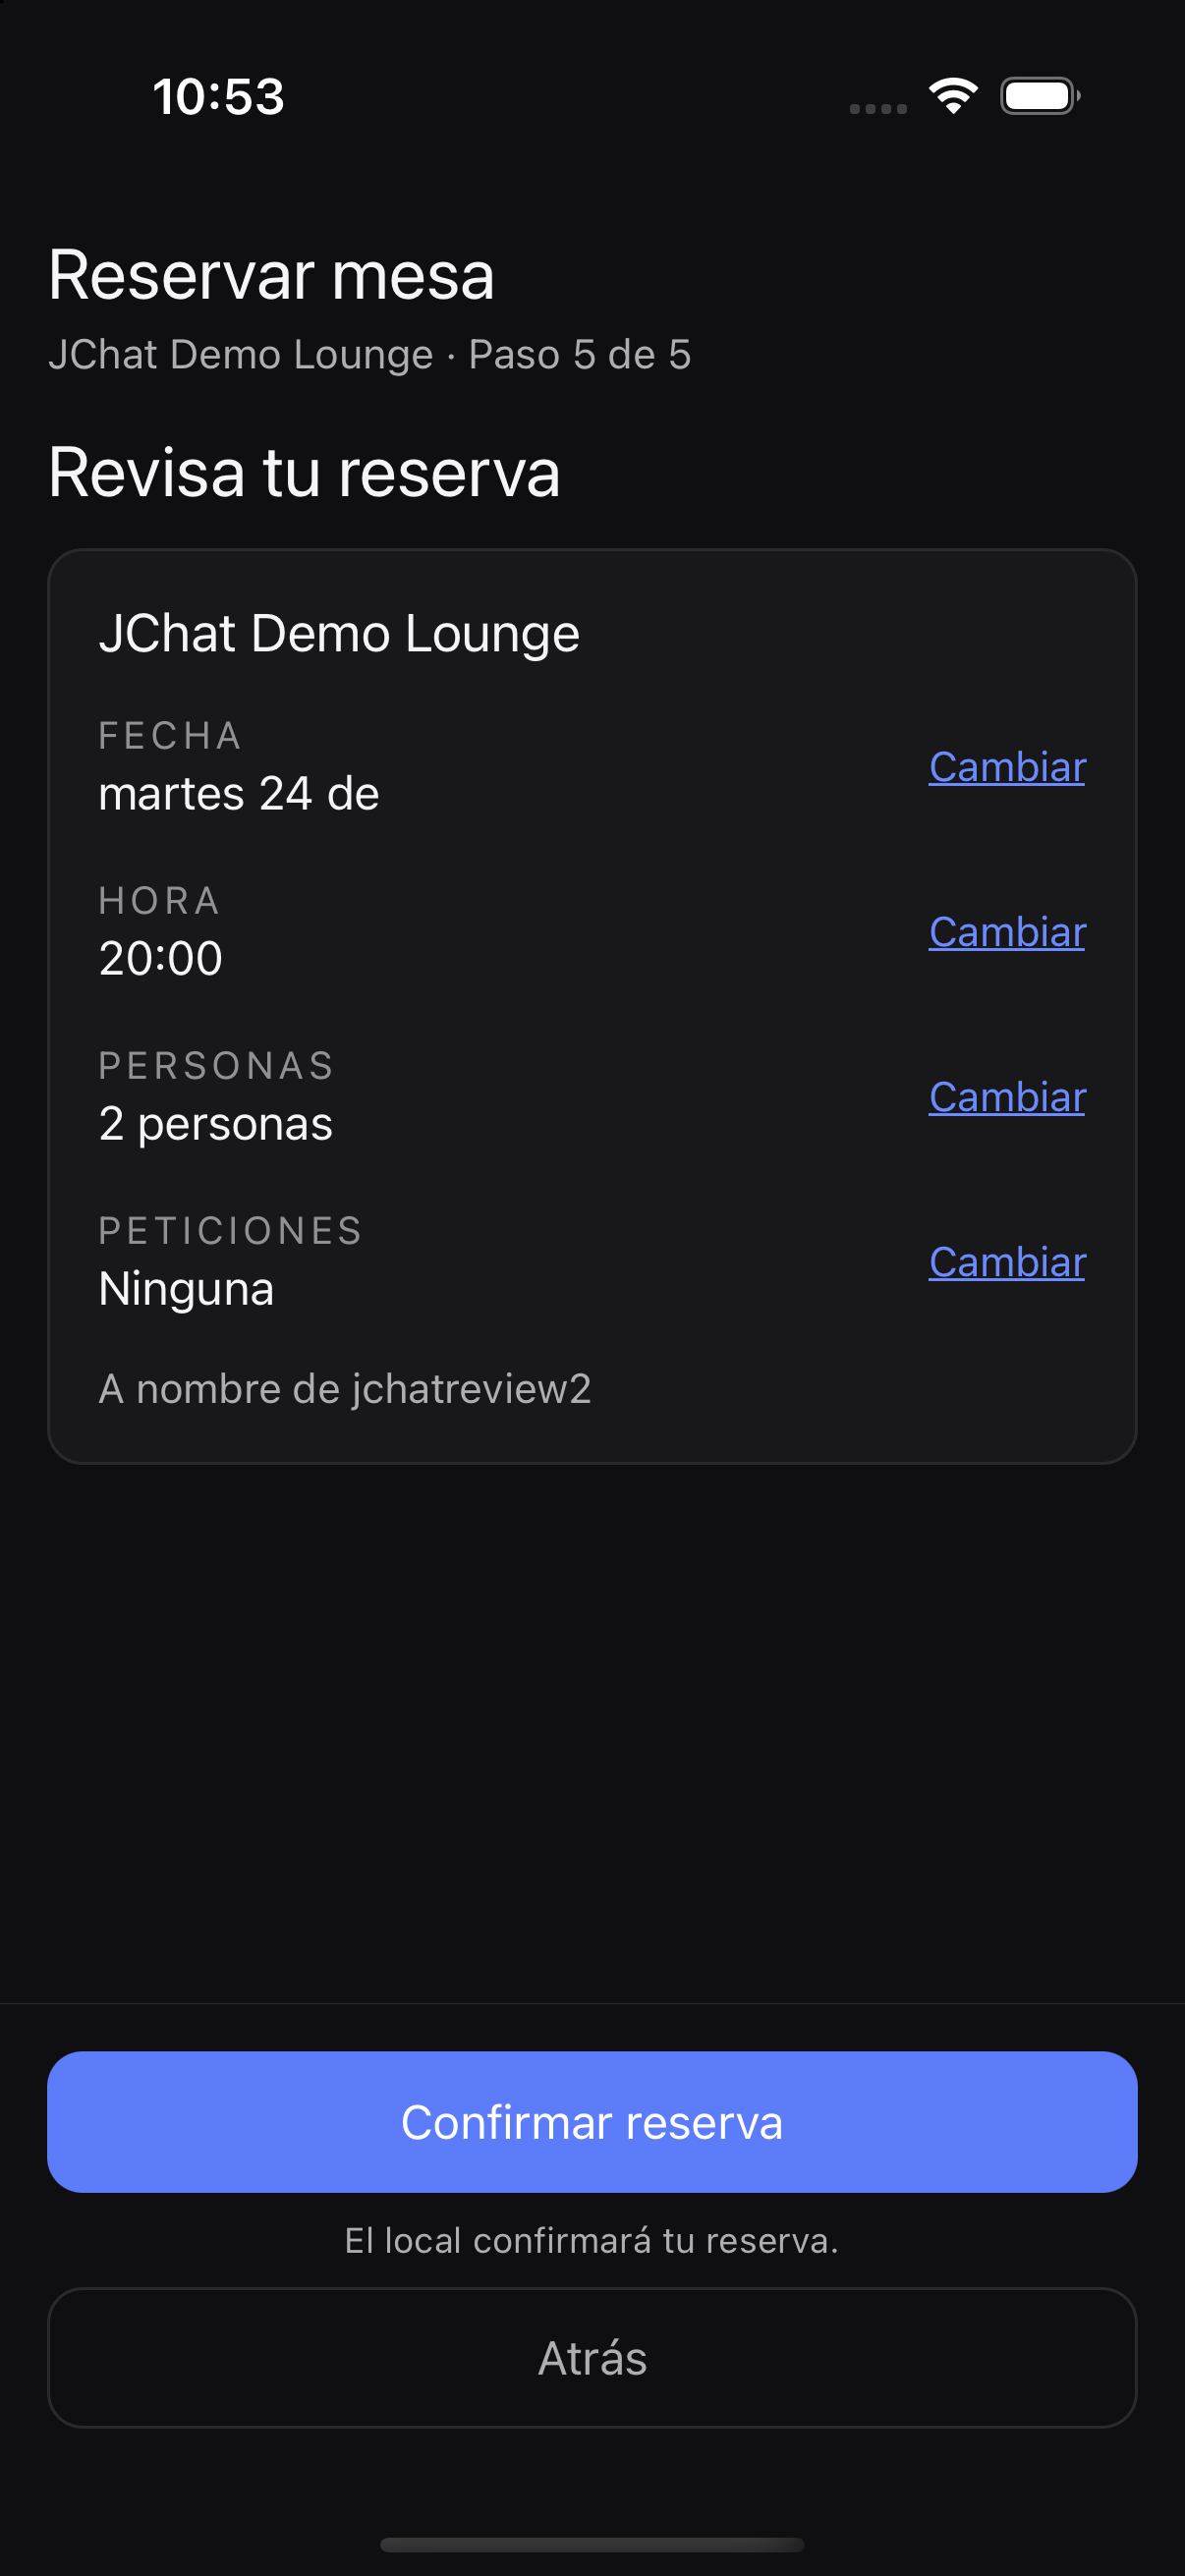 10:53
Reservar mesa
JChat Demo Lounge · Paso 5 de 5
Revisa tu reserva
JChat Demo Lounge
FECHA
martes 24 de
Cambiar
HORA
20:00
Cambiar
PERSONAS
2 personas
Cambiar
PETICIONES
Ninguna
Cambiar
A nombre de jchatreview2
Confirmar reserva
El local confirmará tu reserva.
Atrás